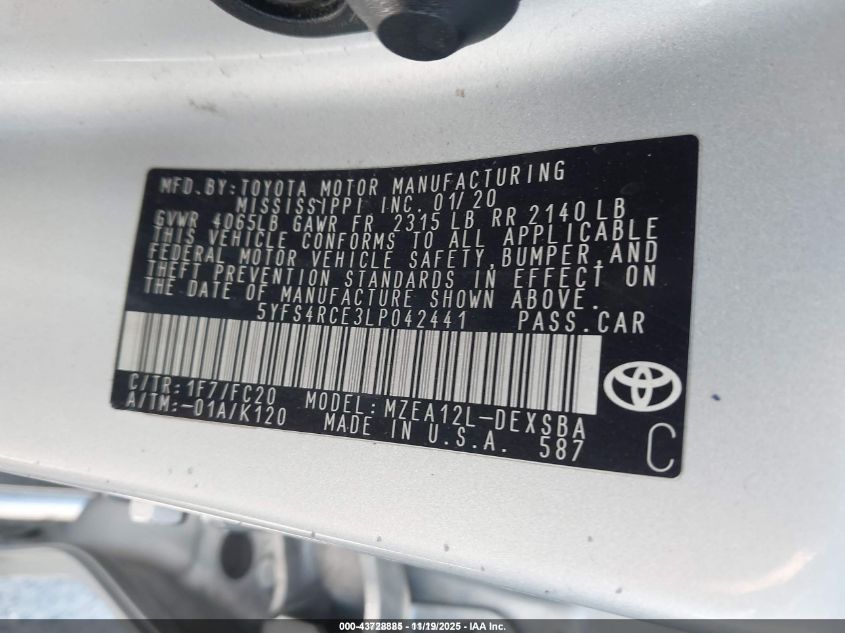 MFD. BY: TOYOTA MOTOR MANUFACTURING
MISSISSIPPI INC. 01/20
GVWR 4065LB GAWR FR 2315 LB RR 2140 LB
THIS VEHICLE CONFORMS TO ALL APPLICABLE
FEDERAL MOTOR VEHICLE SAFETY, BUMPER, AND
THEFT PREVENTION STANDARDS IN EFFECT ON
THE DATE OF MANUFACTURE SHOWN ABOVE.
5YFS4RCE3LP042441 PASS. CAR
C/TR: 1F7/FC20 MODEL: MZEA12L-DEXSBA
A/TM: -01A/K120 MADE IN U.S.A. 587
C
000-43728885 - 11/19/2025 - IAA Inc.